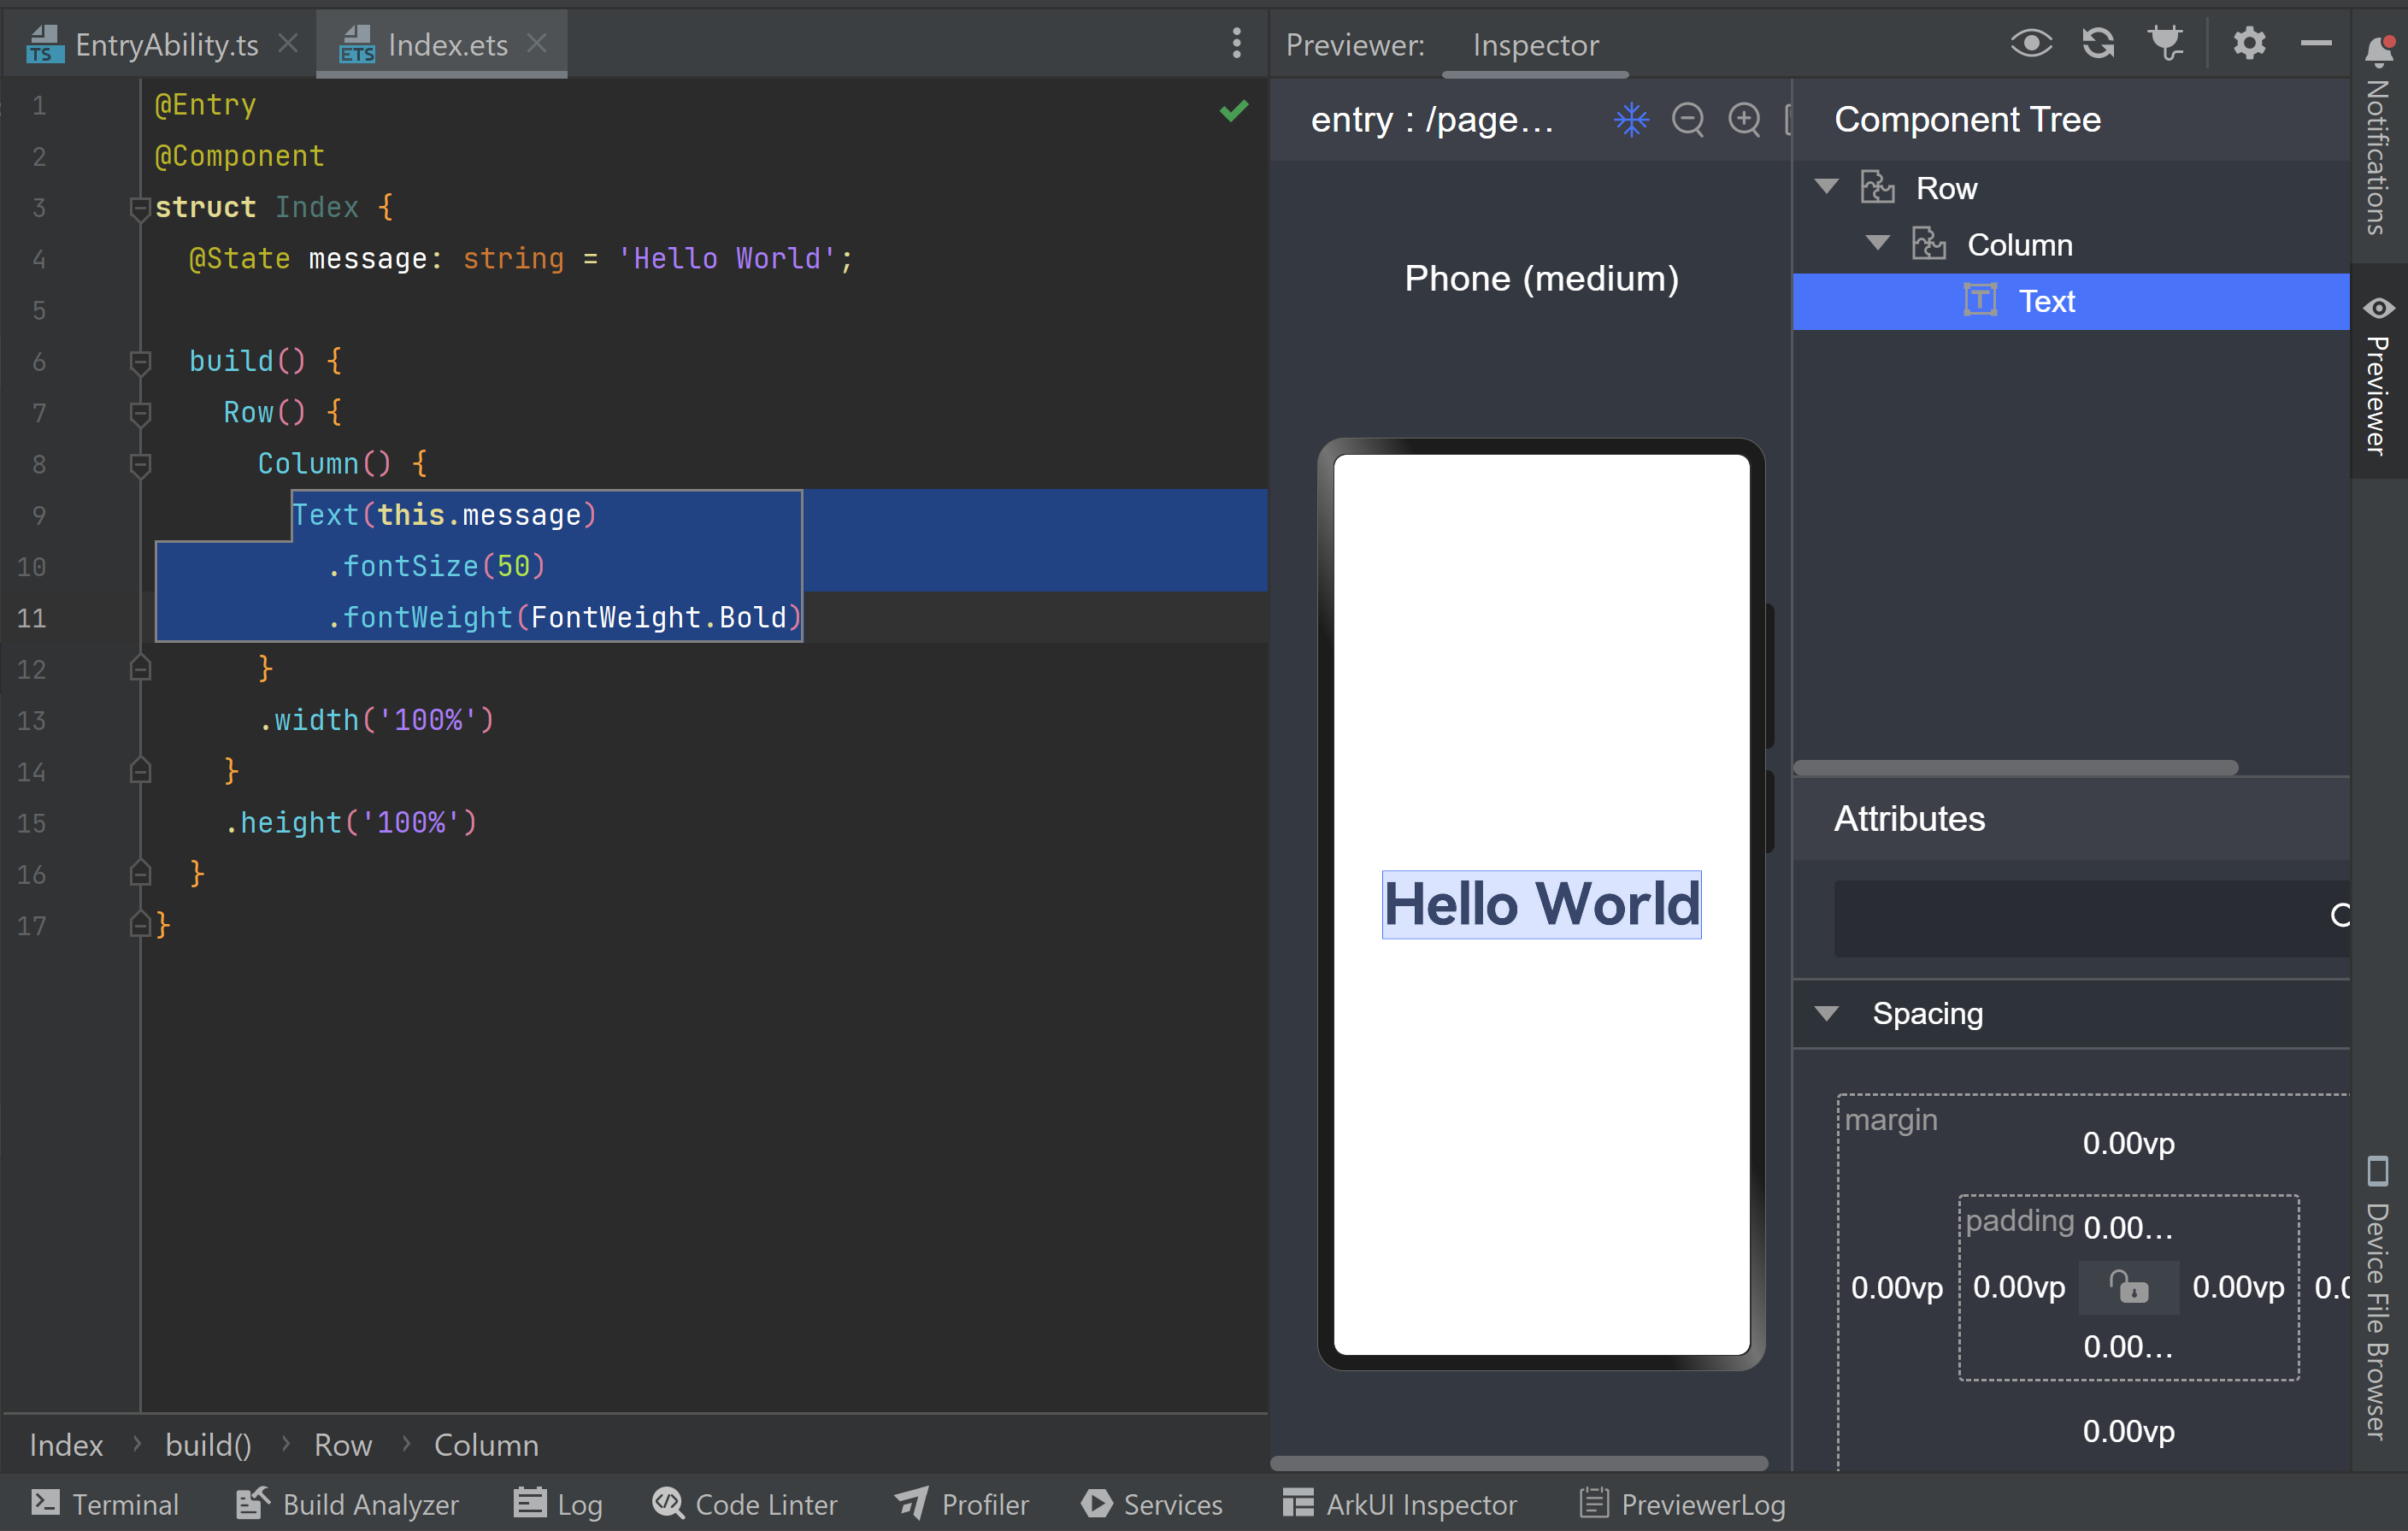 EntryAbility.ts
Index.ets
Previewer:
Inspector
1 @Entry
2 @Component
3 struct Index {
4 @State message: string = 'Hello World';
5
6 build() {
7 Row() {
8 Column() {
9 Text(this.message)
10 .fontSize(50)
11 .fontWeight(FontWeight.Bold)
12 }
13 .width('100%')
14 }
15 .height('100%')
16 }
17 }
entry : /page...
Phone (medium)
Hello World
Component Tree
Row
Column
Text
Attributes
Spacing
margin
0.00vp
padding 0.00...
0.00vp 0.00vp 0.00vp
0.00...
0.00vp
Notifications
Previewer
Device File Browser
Index › build() › Row › Column
Terminal
Build Analyzer
Log
Code Linter
Profiler
Services
ArkUI Inspector
PreviewerLog